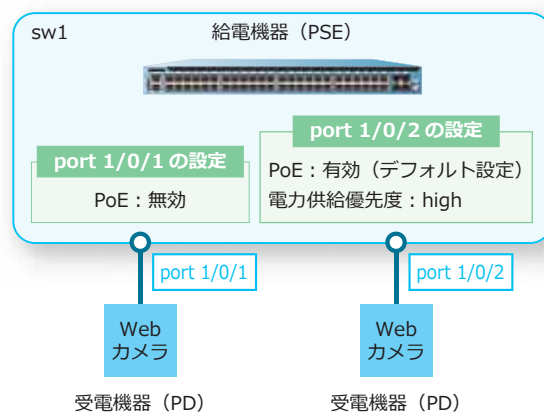 sw1
給電機器（PSE）
port 1/0/1 の設定
PoE：無効
port 1/0/2 の設定
PoE：有効（デフォルト設定）
電力供給優先度：high
port 1/0/1
port 1/0/2
Web
カメラ
Web
カメラ
受電機器（PD）
受電機器（PD）